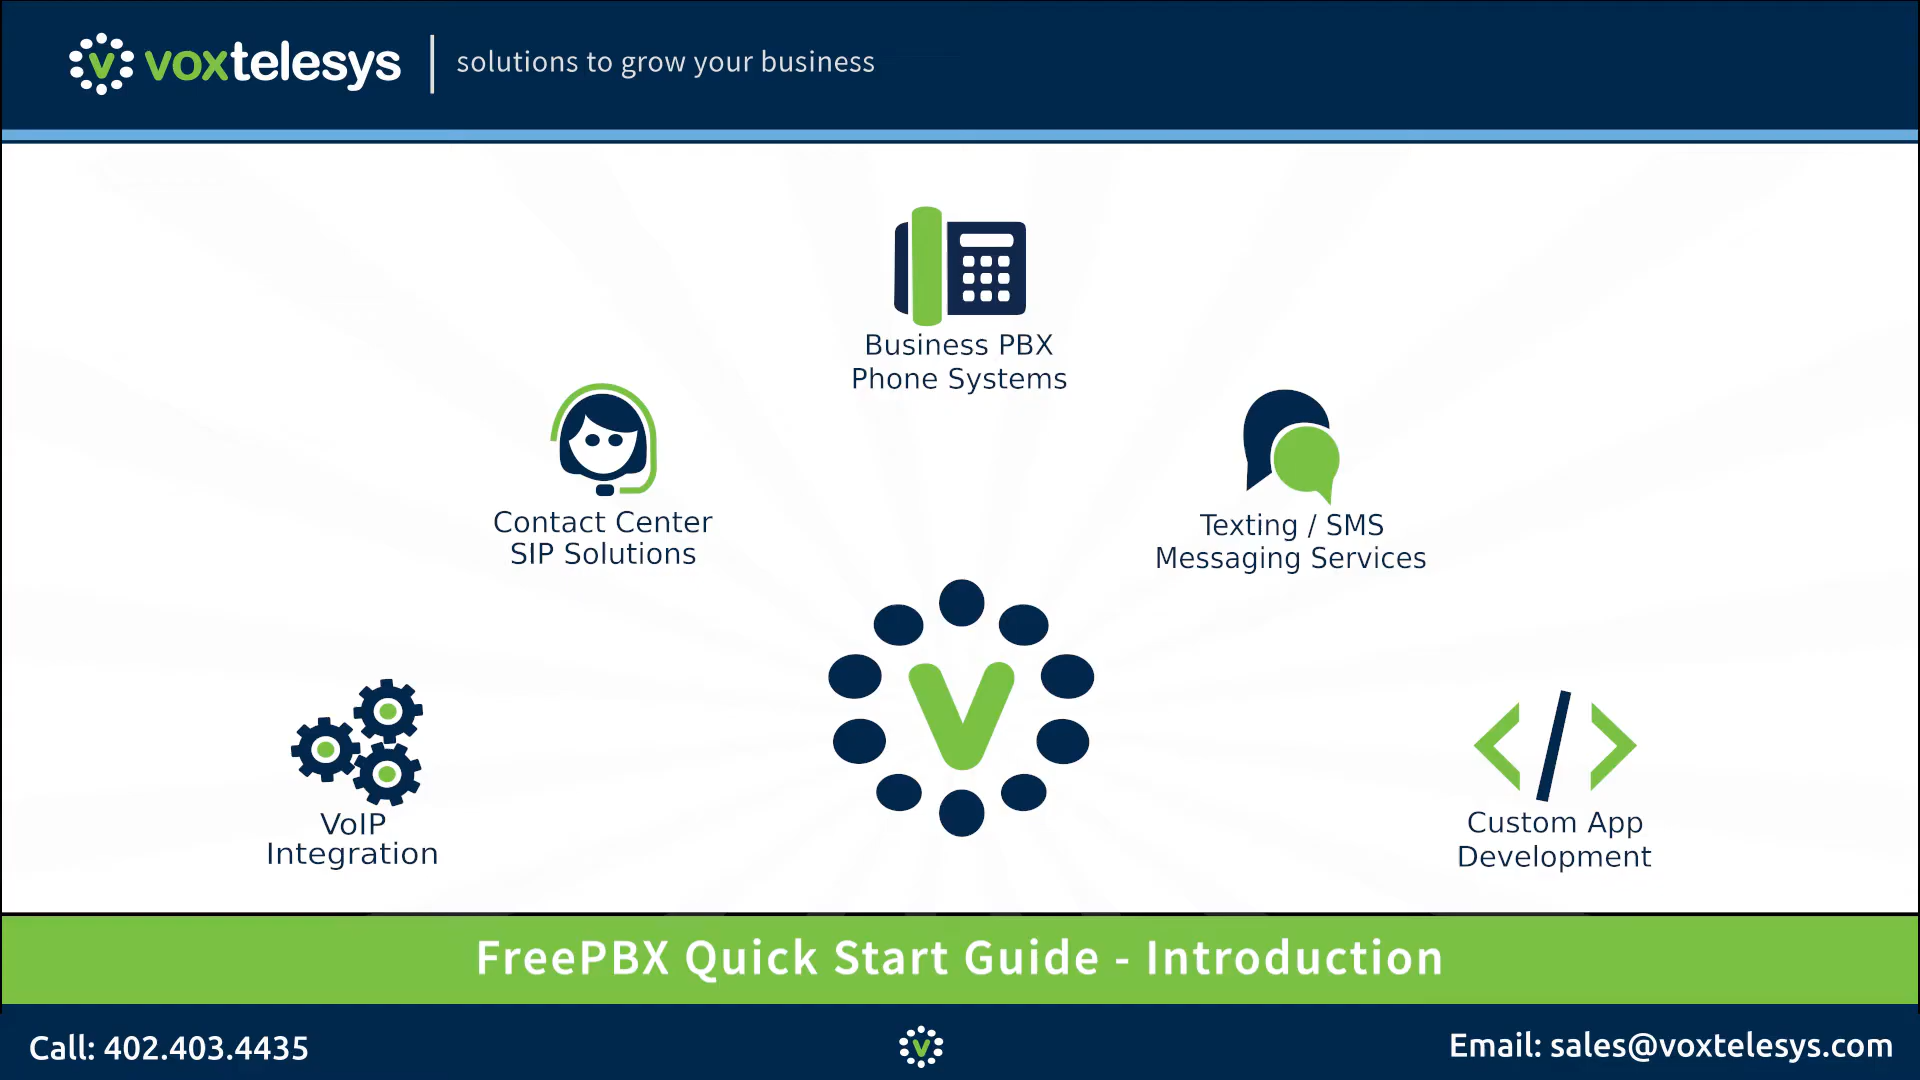 voxtelesys
solutions to grow your business
Business PBX
Phone Systems
Contact Center
SIP Solutions
Texting / SMS
Messaging Services
VoIP
Integration
v
Custom App
Development
FreePBX Quick Start Guide - Introduction
Call: 402.403.4435
Email: sales@voxtelesys.com